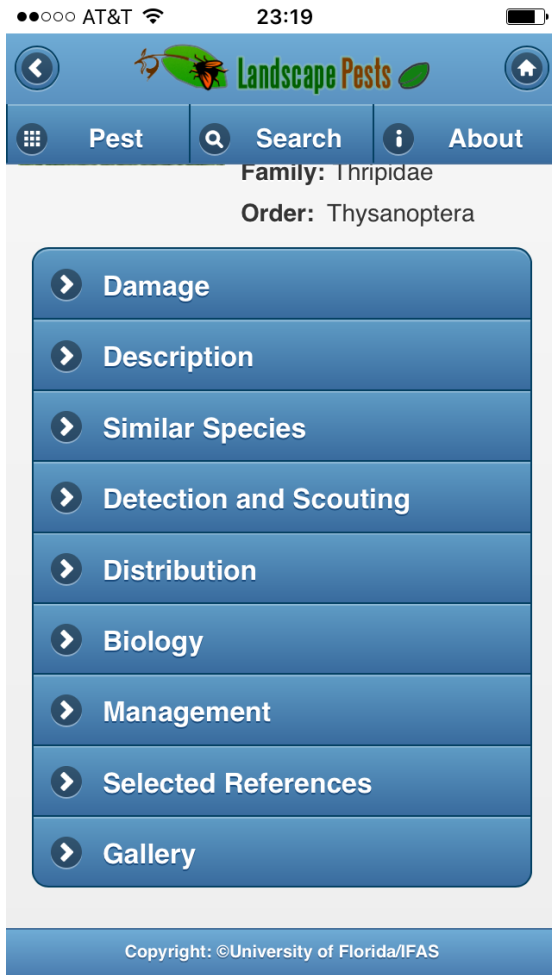 AT&T 23:19
Landscape Pests
Pest Search About
Family: Thripidae
Order: Thysanoptera
Damage
Description
Similar Species
Detection and Scouting
Distribution
Biology
Management
Selected References
Gallery
Copyright: ©University of Florida/IFAS